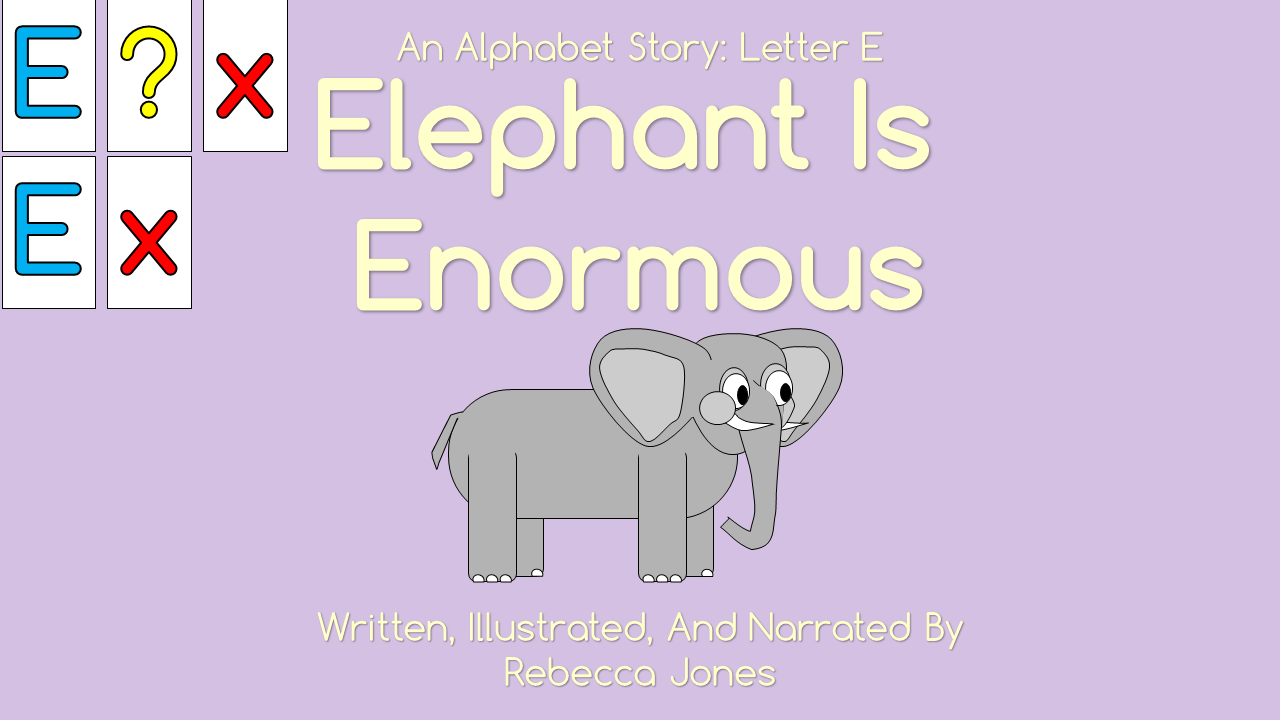 E ? x
E x
An Alphabet Story: Letter E
Elephant Is
Enormous
Written, Illustrated, And Narrated By
Rebecca Jones